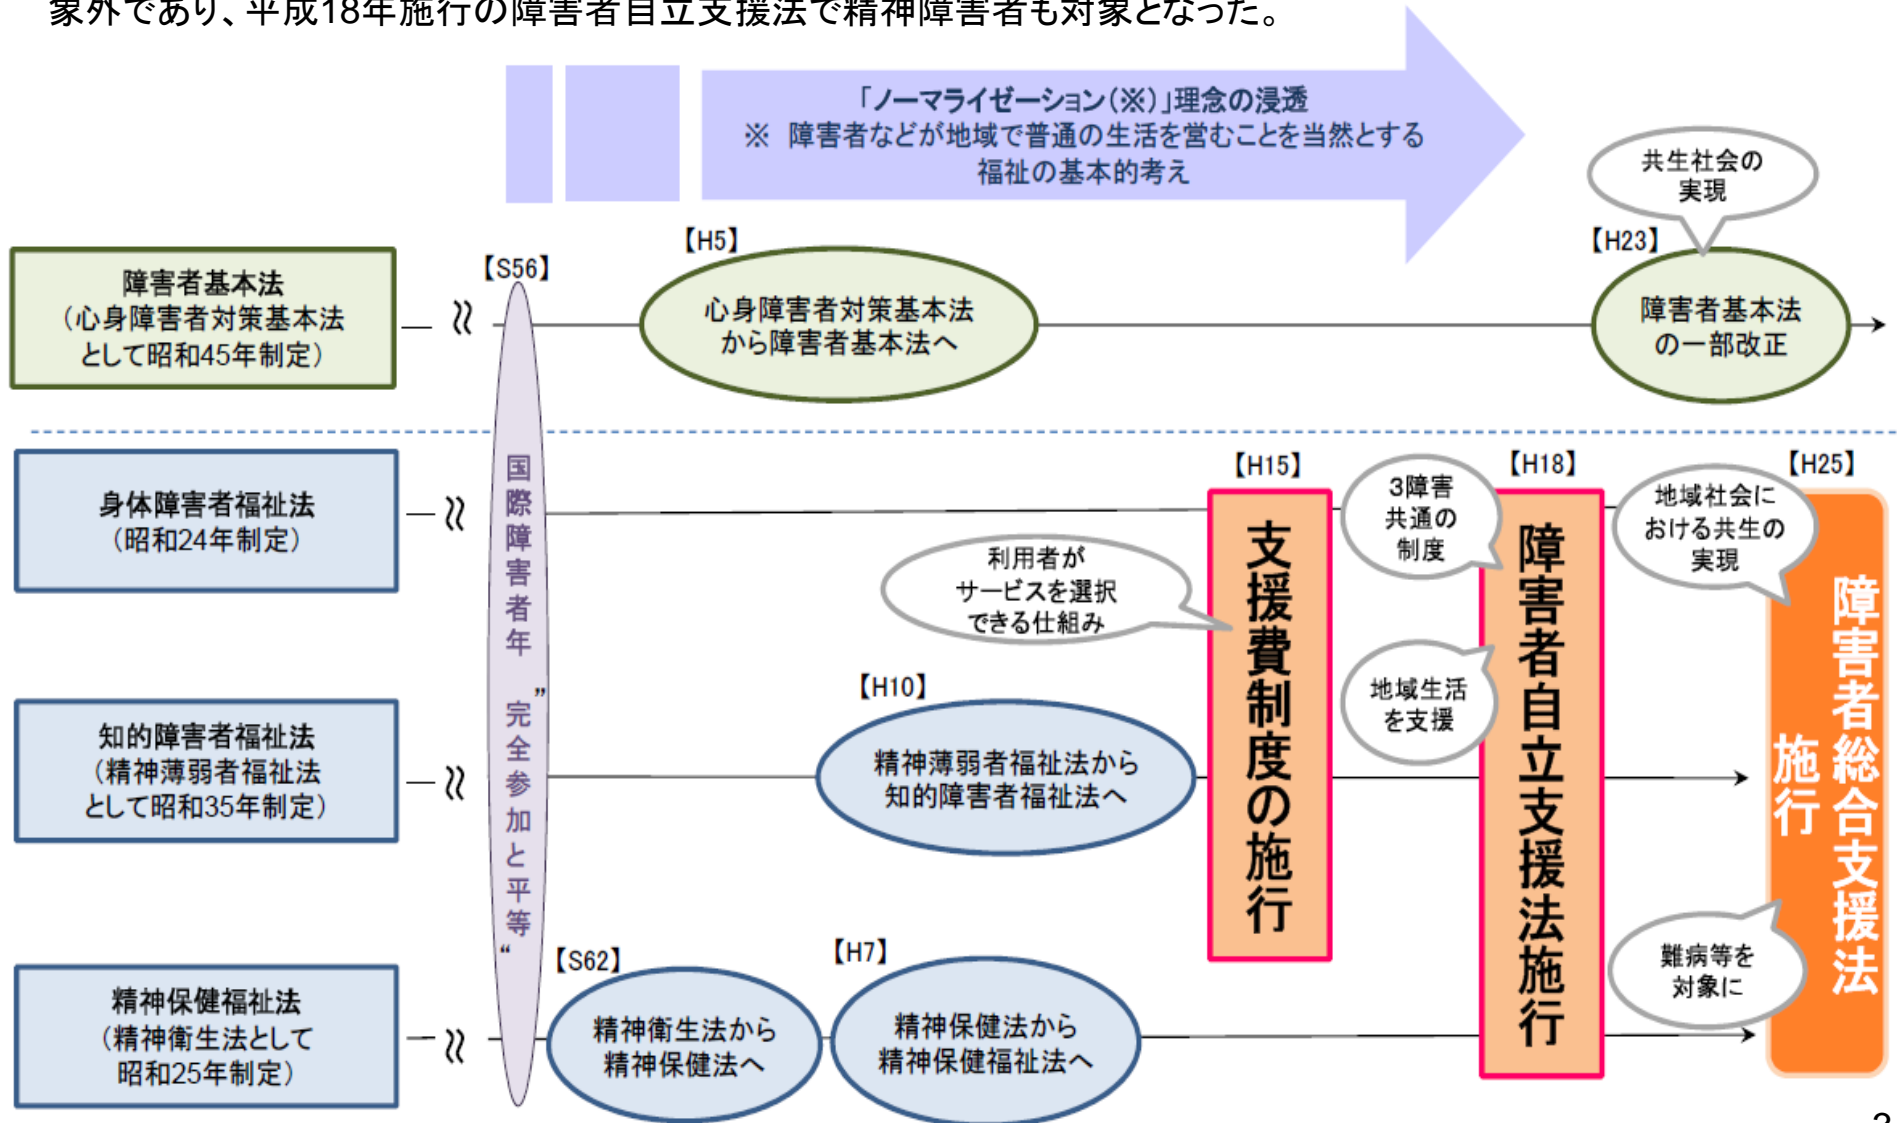 象外であり、平成18年施行の障害者自立支援法で精神障害者も対象となった。
「ノーマライゼーション(※)」理念の浸透
※ 障害者などが地域で普通の生活を営むことを当然とする
福祉の基本的考え
共生社会の
実現
【H5】
【H23】
【S56】
障害者基本法
(心身障害者対策基本法
として昭和45年制定)
心身障害者対策基本法
から障害者基本法へ
障害者基本法
の一部改正
国際障害者年 ”完全参加と平等“
身体障害者福祉法
(昭和24年制定)
【H15】
支援費制度の施行
利用者が
サービスを選択
できる仕組み
3障害
共通の
制度
地域生活
を支援
【H18】
障害者自立支援法施行
地域社会に
おける共生の
実現
【H25】
障害者総合支援法
施行
難病等を
対象に
知的障害者福祉法
(精神薄弱者福祉法
として昭和35年制定)
【H10】
精神薄弱者福祉法から
知的障害者福祉法へ
精神保健福祉法
(精神衛生法として
昭和25年制定)
【S62】
精神衛生法から
精神保健法へ
【H7】
精神保健法から
精神保健福祉法へ